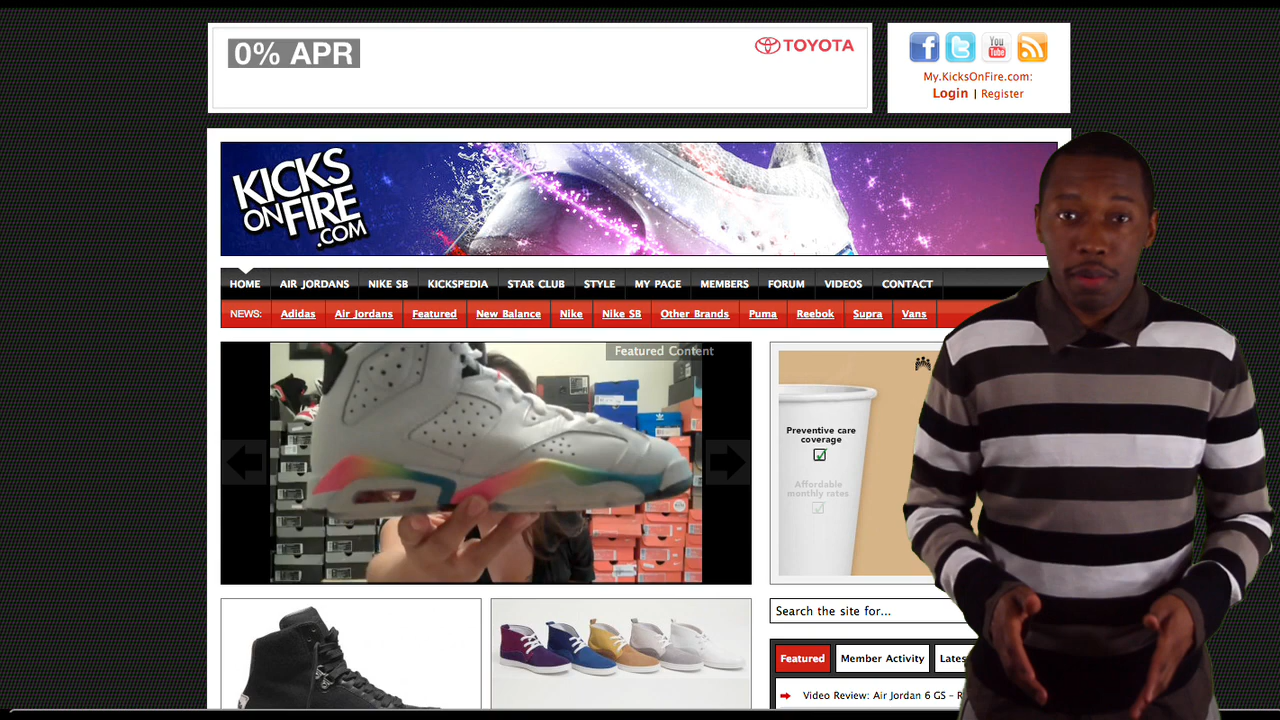 0% APR
TOYOTA
You
Tube
My.KicksOnFire.com:
Login | Register
KICKS
ON FIRE
.COM
HOME AIR JORDANS NIKE SB KICKSPEDIA STAR CLUB STYLE MY PAGE MEMBERS FORUM VIDEOS CONTACT
NEWS: Adidas Air Jordans Featured New Balance Nike Nike SB Other Brands Puma Reebok Supra Vans
Featured Content
Preventive care
coverage
Affordable
monthly rates
Search the site for...
Featured Member Activity Lates
Video Review: Air Jordan 6 GS – R